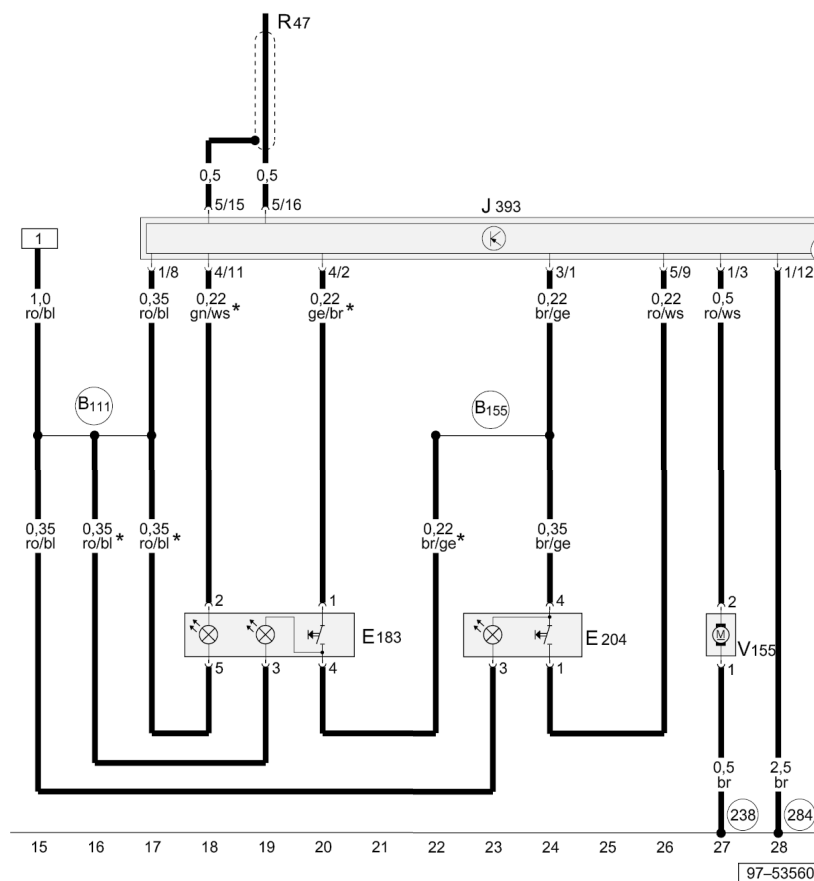 R47
0,5 0,5
5/15 5/16
J 393
1
1/8 4/11 4/2 3/1 5/9 1/3 1/12
1,0 0,35 0,22 0,22 0,22 0,22 0,5
ro/bl ro/bl gn/ws* ge/br* br/ge ro/ws ro/ws
B111 B155
0,35 0,35 0,35 0,22 0,35
ro/bl ro/bl* ro/bl* br/ge* br/ge
2 1 4 2
E183 E204 M V155
5 3 4 3 1 1
0,5 2,5
br br
238 284
15 16 17 18 19 20 21 22 23 24 25 26 27 28
97–53560